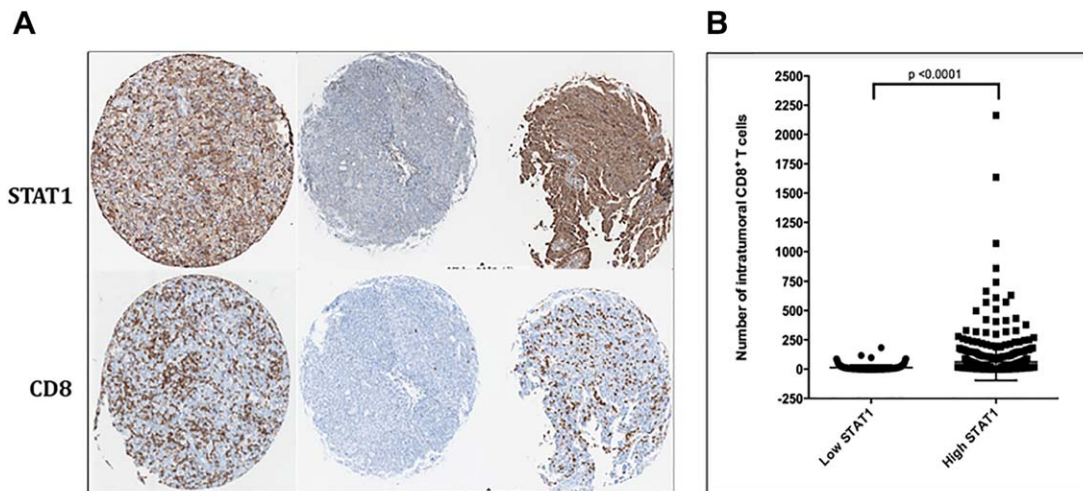 A
STAT1
CD8
B
p <0.0001
Number of intratumoral CD8⁺ T cells
2500
2250
2000
1750
1500
1250
1000
750
500
250
0
-250
Low STAT1
High STAT1